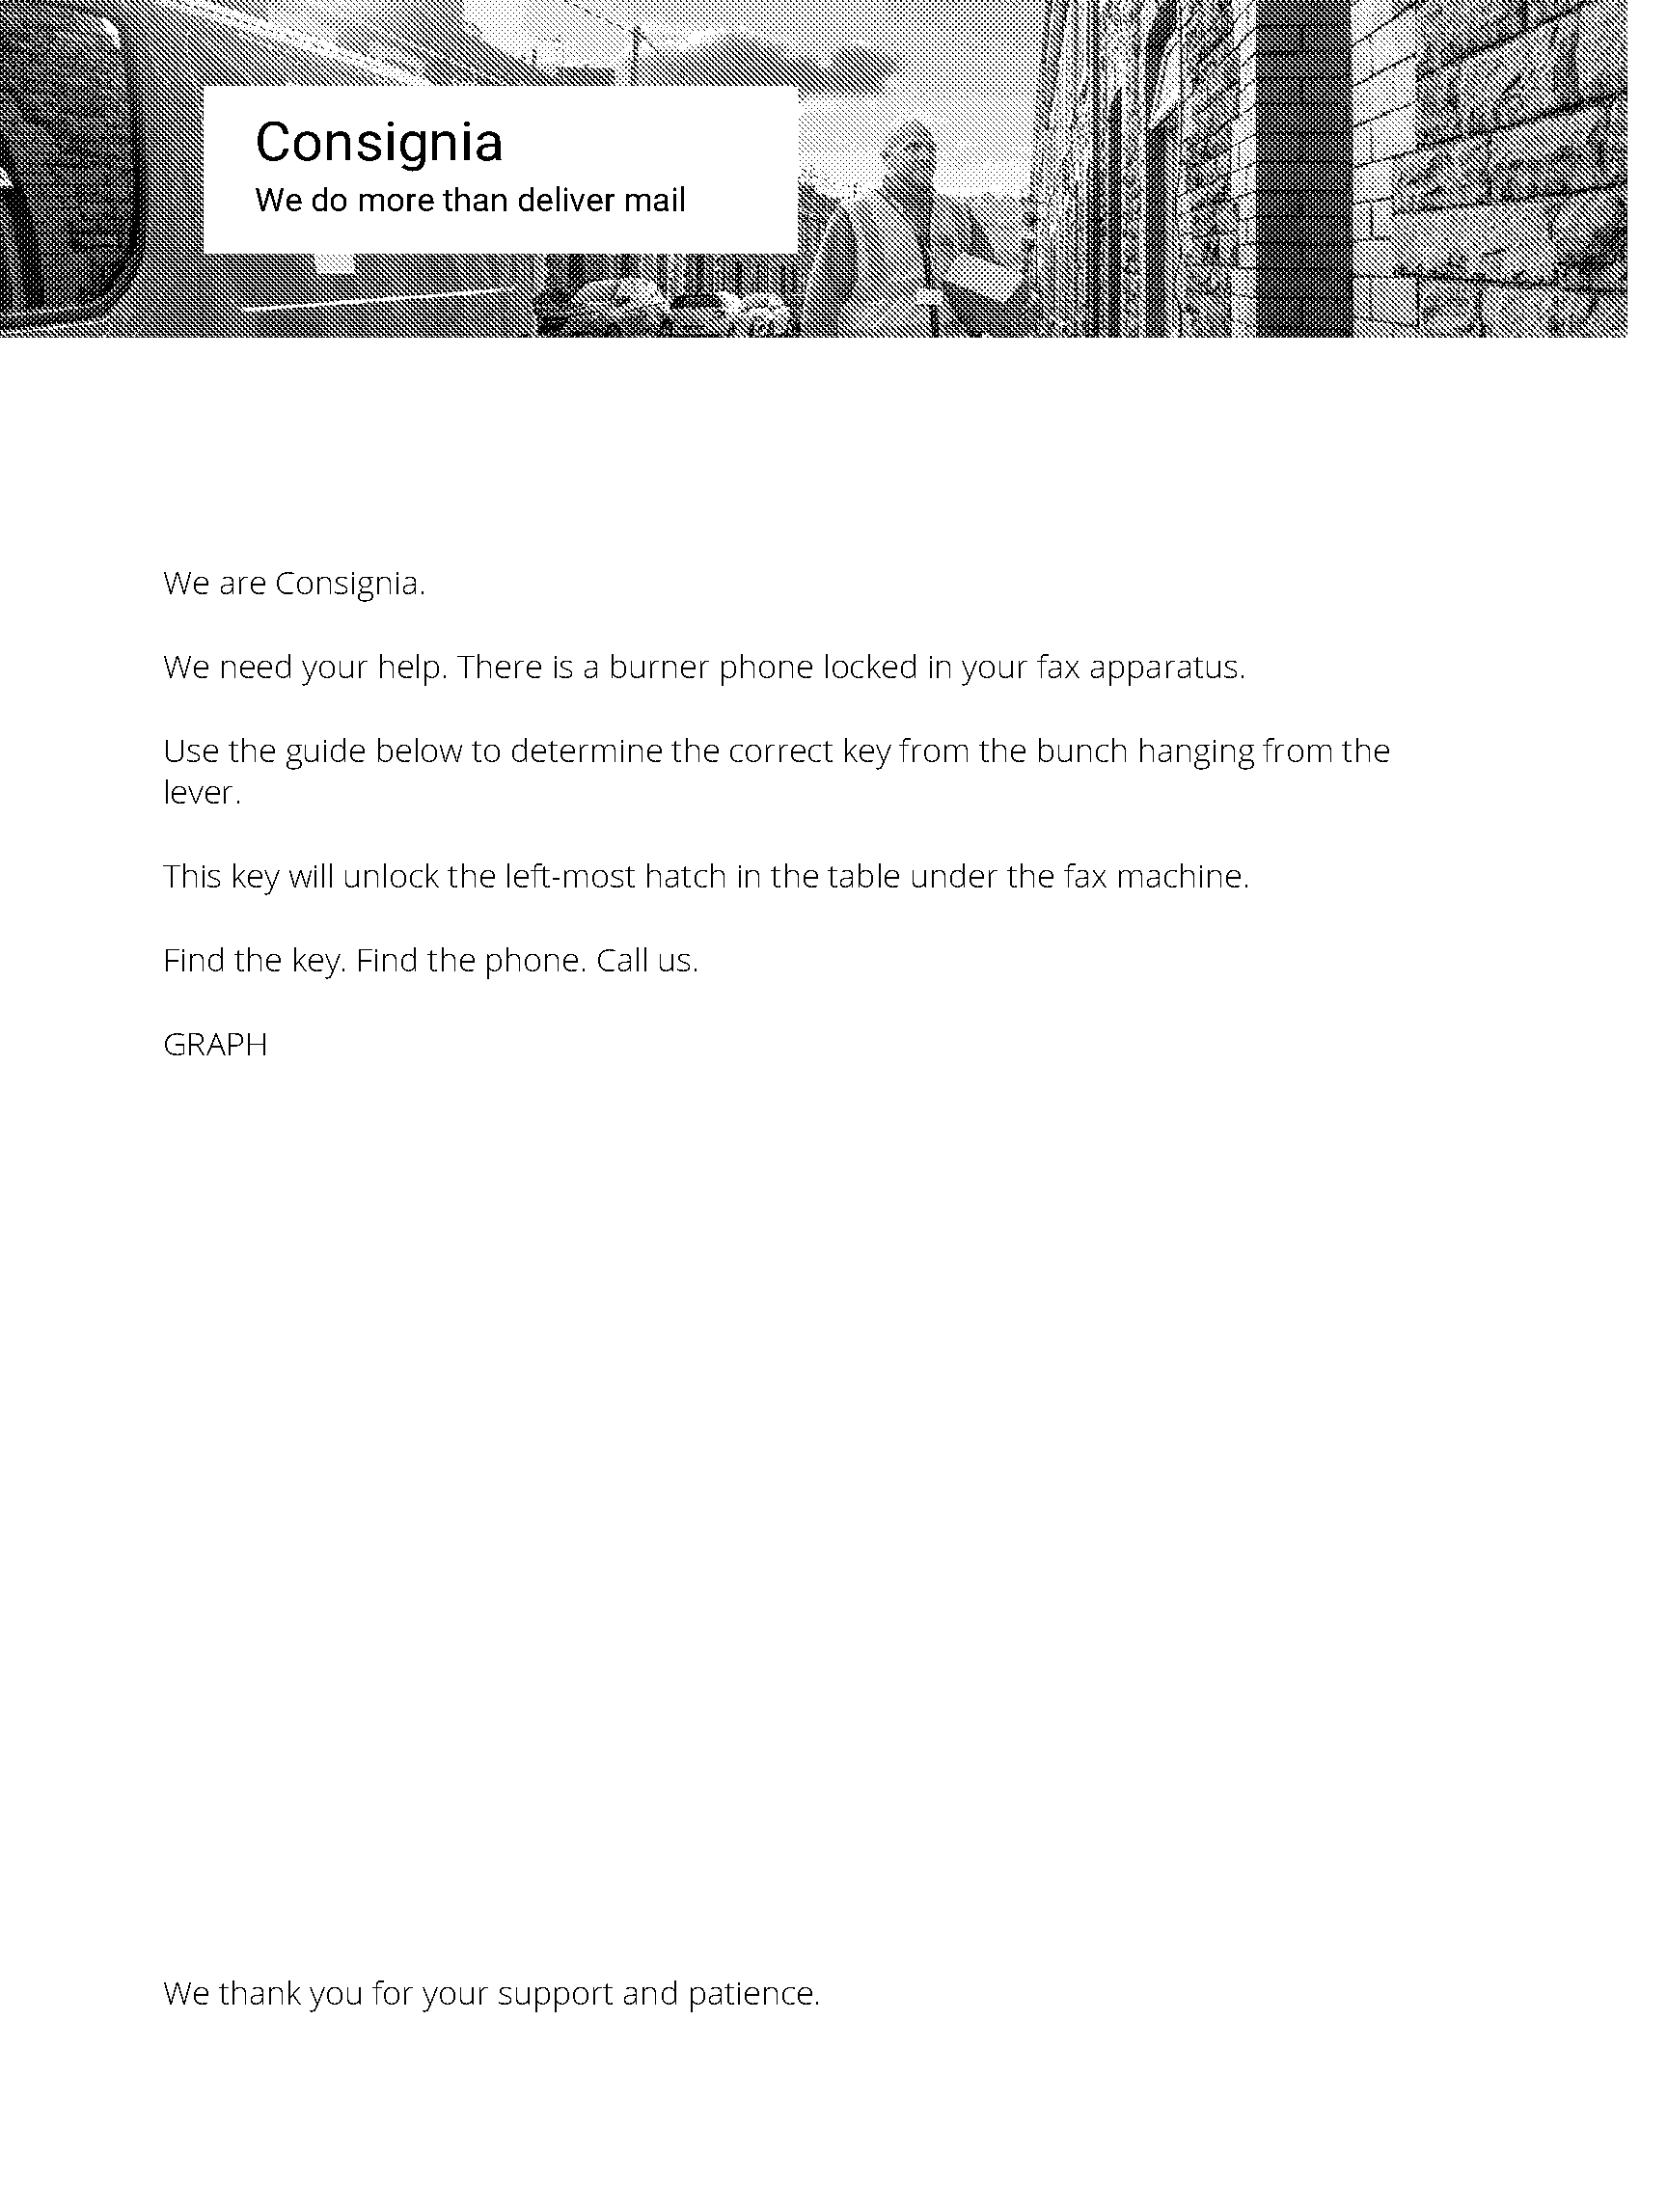 Consignia
We do more than deliver mail
We are Consignia.
We need your help. There is a burner phone locked in your fax apparatus.
Use the guide below to determine the correct key from the bunch hanging from the
lever.
This key will unlock the left-most hatch in the table under the fax machine.
Find the key. Find the phone. Call us.
GRAPH
We thank you for your support and patience.